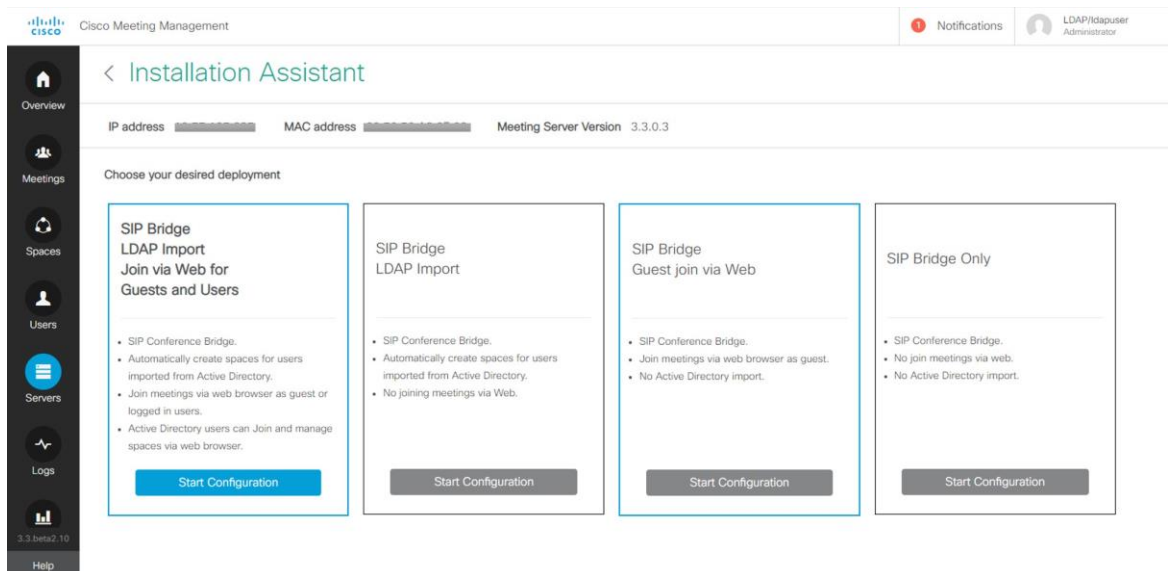 CISCO
Cisco Meeting Management
1
Notifications
LDAP/ldapuser
Administrator
Overview
Meetings
Spaces
Users
Servers
Logs
3.3.beta2.10
Help
< Installation Assistant
IP address
MAC address
Meeting Server Version 3.3.0.3
Choose your desired deployment
SIP Bridge
LDAP Import
Join via Web for
Guests and Users
• SIP Conference Bridge.
• Automatically create spaces for users
imported from Active Directory.
• Join meetings via web browser as guest or
logged in users.
• Active Directory users can Join and manage
spaces via web browser.
Start Configuration
SIP Bridge
LDAP Import
• SIP Conference Bridge.
• Automatically create spaces for users
imported from Active Directory.
• No joining meetings via Web.
Start Configuration
SIP Bridge
Guest join via Web
• SIP Conference Bridge.
• Join meetings via web browser as guest.
• No Active Directory import.
Start Configuration
SIP Bridge Only
• SIP Conference Bridge.
• No join meetings via web.
• No Active Directory import.
Start Configuration